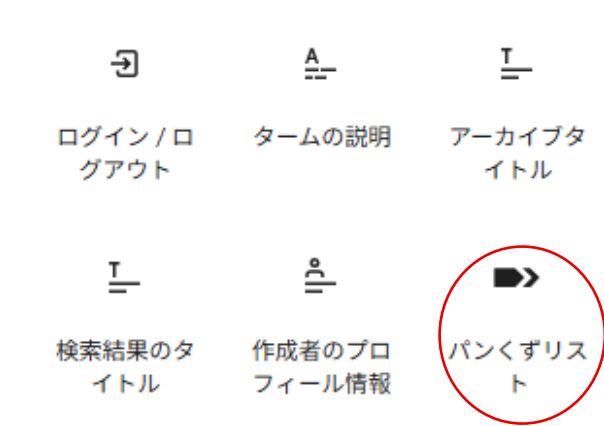 ログイン / ロ
グアウト
タームの説明
アーカイブタ
イトル
検索結果のタ
イトル
作成者のプロ
フィール情報
パンくずリス
ト